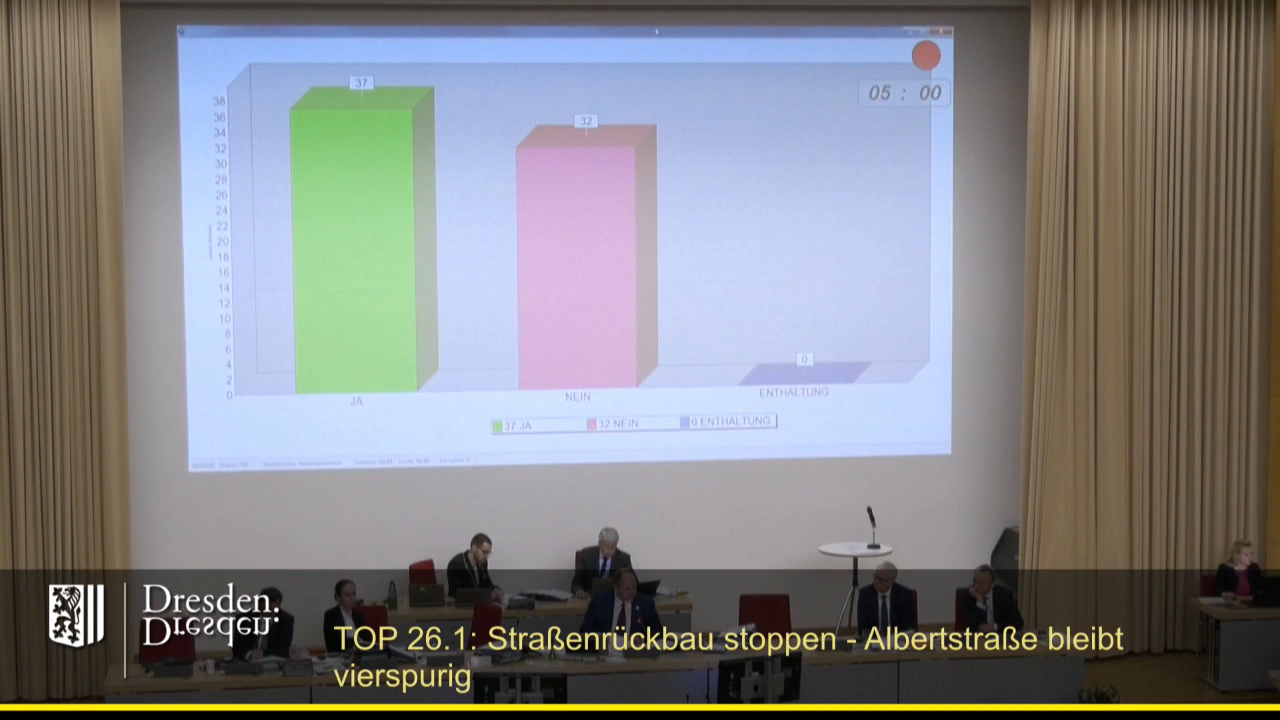 37
05 : 00
32
38
36
34
32
30
28
26
24
22
20
18
16
14
12
10
8
6
4
2
0
0
JA
NEIN
ENTHALTUNG
37 JA
32 NEIN
0 ENTHALTUNG
Dresden.
Dresden.
TOP 26.1: Straßenrückbau stoppen - Albertstraße bleibt
vierspurig